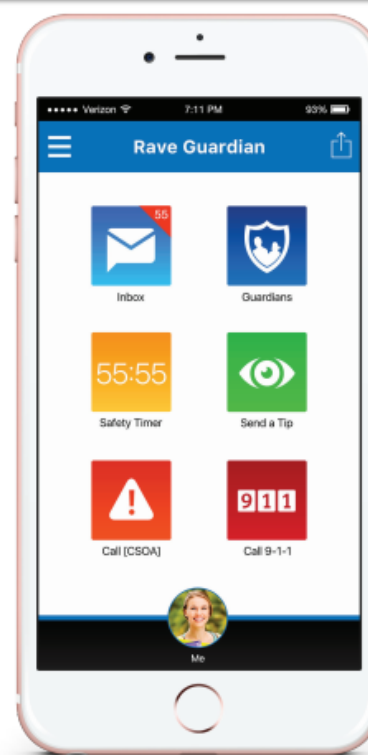 Verizon 7:11 PM 93%
Rave Guardian
55
Inbox Guardians
55:55
Safety Timer Send a Tip
911
Call [CSOA] Call 9-1-1
Me